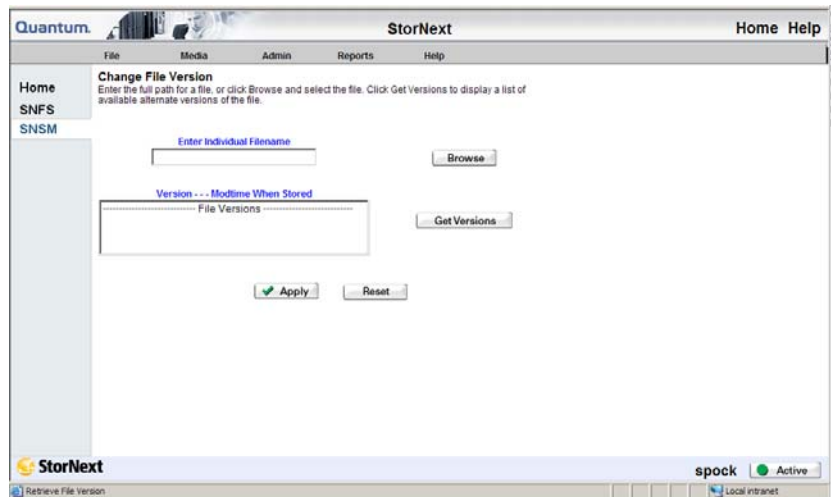 Quantum. StorNext Home Help
File Media Admin Reports Help
Home
SNFS
SNSM
Change File Version
Enter the full path for a file, or click Browse and select the file. Click Get Versions to display a list of
available alternate versions of the file.
Enter Individual Filename
Browse
Version - - - Modtime When Stored
File Versions
Get Versions
Apply Reset
StorNext spock Active
Retrieve File Version Local intranet